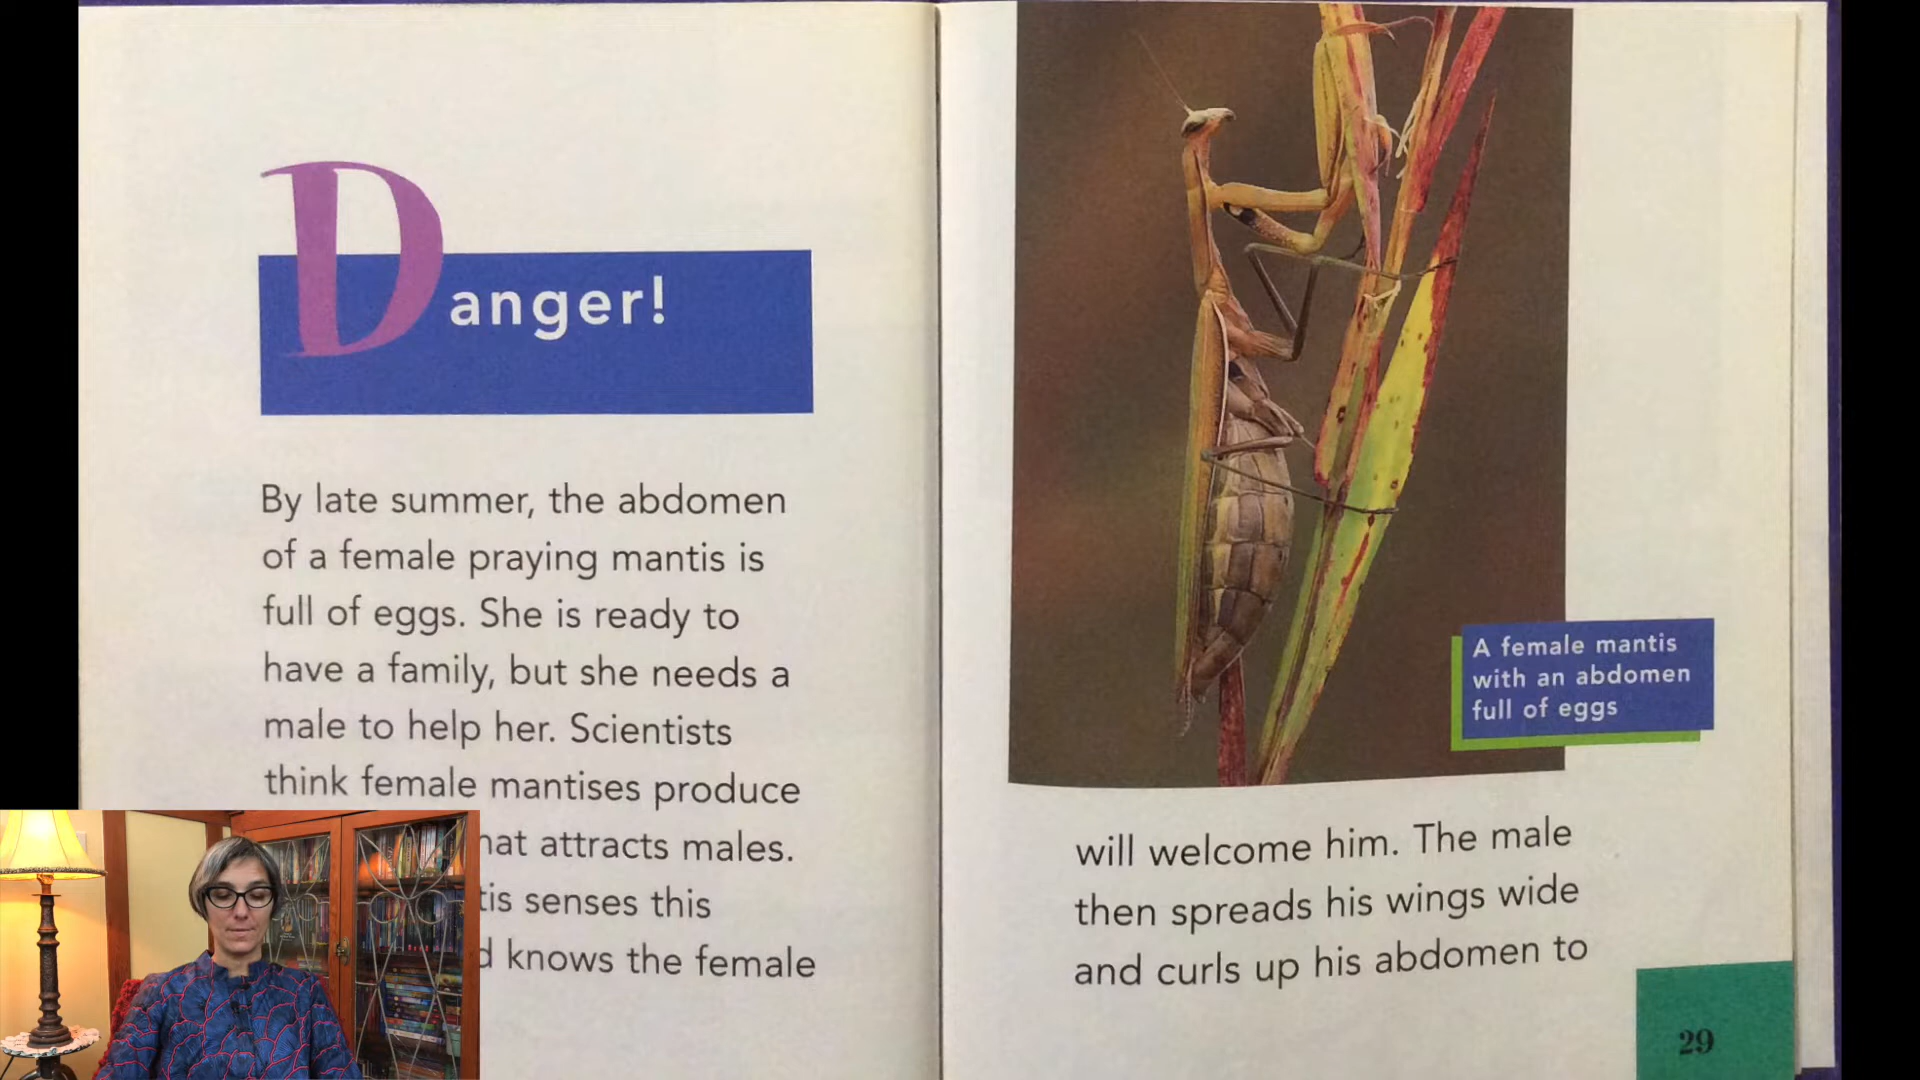 Danger!
By late summer, the abdomen
of a female praying mantis is
full of eggs. She is ready to
have a family, but she needs a
male to help her. Scientists
think female mantises produce
attracts males.
senses this
knows the female
A female mantis
with an abdomen
full of eggs
will welcome him. The male
then spreads his wings wide
and curls up his abdomen to
29